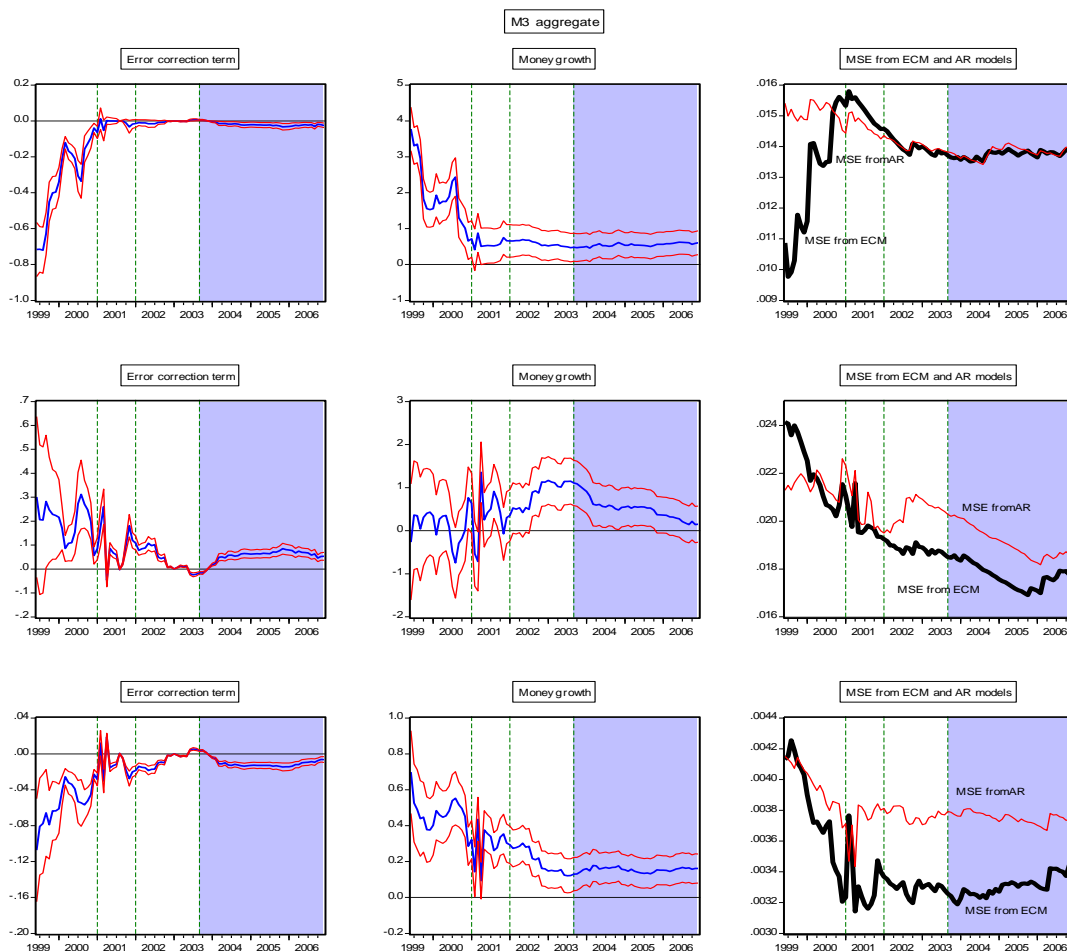 M3 aggregate
Error correction term
Money growth
MSE from ECM and AR models
0.2
0.0
-0.2
-0.4
-0.6
-0.8
-1.0
1999 2000 2001 2002 2003 2004 2005 2006
5
4
3
2
1
0
-1
1999 2000 2001 2002 2003 2004 2005 2006
.016
.015
.014
.013
.012
.011
.010
.009
MSE fromAR
MSE from ECM
1999 2000 2001 2002 2003 2004 2005 2006
Error correction term
Money growth
MSE from ECM and AR models
.7
.6
.5
.4
.3
.2
.1
.0
-.1
-.2
1999 2000 2001 2002 2003 2004 2005 2006
3
2
1
0
-1
-2
1999 2000 2001 2002 2003 2004 2005 2006
.024
.022
.020
.018
.016
MSE fromAR
MSE from ECM
1999 2000 2001 2002 2003 2004 2005 2006
Error correction term
Money growth
MSE from ECM and AR models
.04
.00
-.04
-.08
-.12
-.16
-.20
1999 2000 2001 2002 2003 2004 2005 2006
1.0
0.8
0.6
0.4
0.2
0.0
-0.2
1999 2000 2001 2002 2003 2004 2005 2006
.0044
.0042
.0040
.0038
.0036
.0034
.0032
.0030
MSE fromAR
MSE from ECM
1999 2000 2001 2002 2003 2004 2005 2006